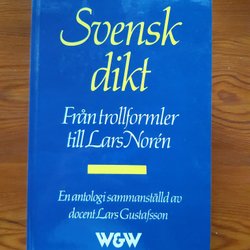 Svensk
dikt
Från trollformler
till Lars Norén
En antologi sammanställd av
docent Lars Gustafsson
W&W